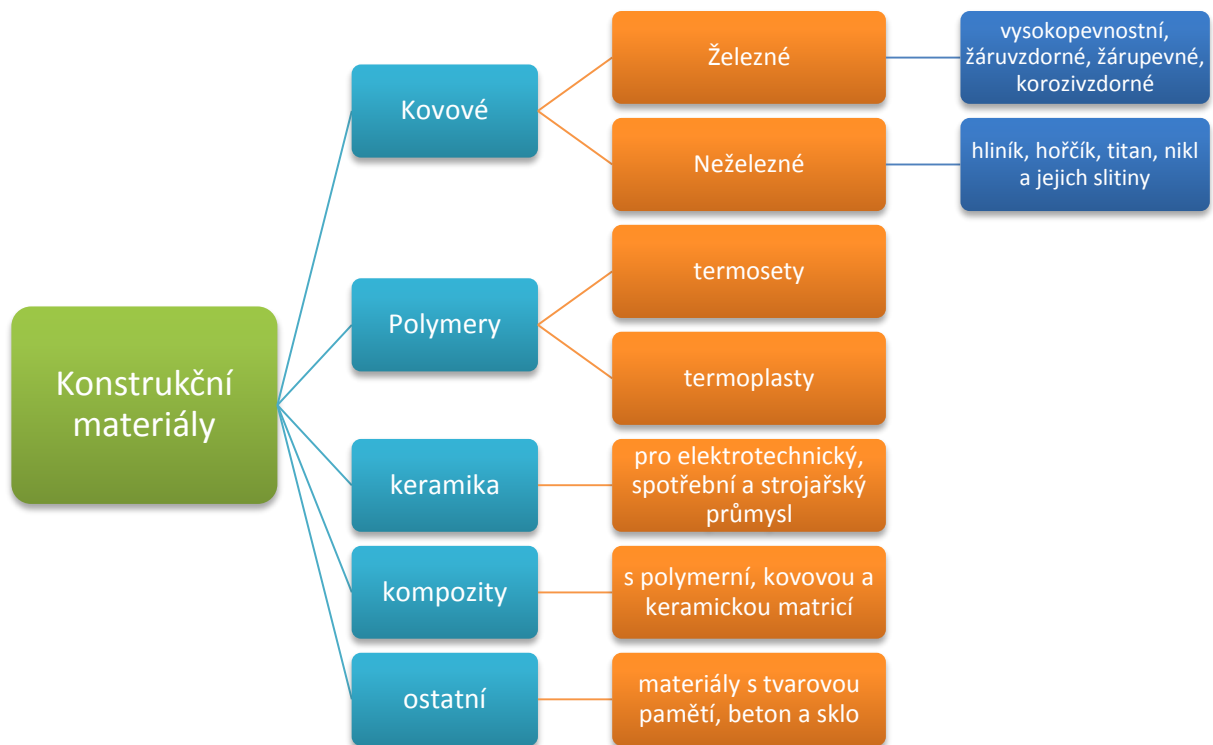 Konstrukční
materiály
Kovové
Železné
vysokopevnostní,
žáruvzdorné, žárupevné,
korozivzdorné
Neželezné
hliník, hořčík, titan, nikl
a jejich slitiny
Polymery
termosety
termoplasty
keramika
pro elektrotechnický,
spotřební a strojařský
průmysl
kompozity
s polymerní, kovovou a
keramickou matricí
ostatní
materiály s tvarovou
pamětí, beton a sklo